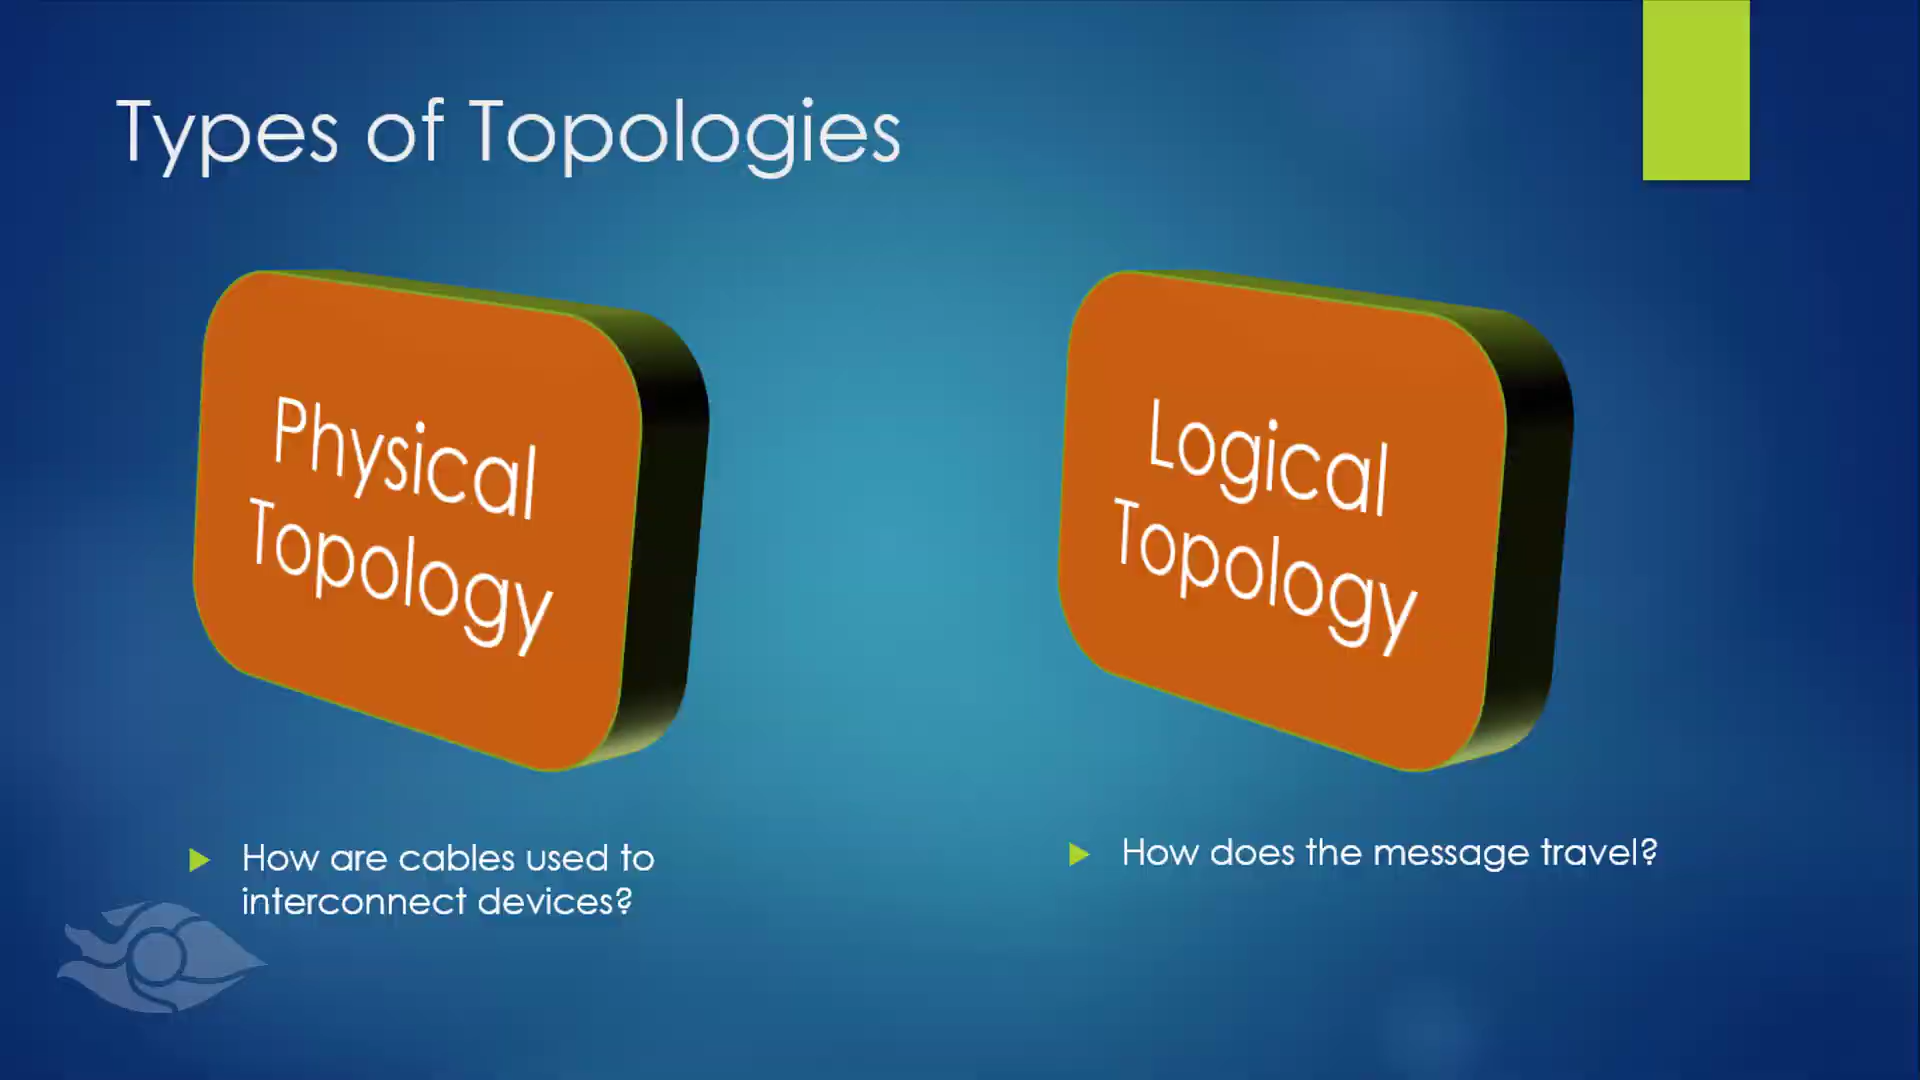 Types of Topologies
Physical
Topology
Logical
Topology
How are cables used to
interconnect devices?
How does the message travel?